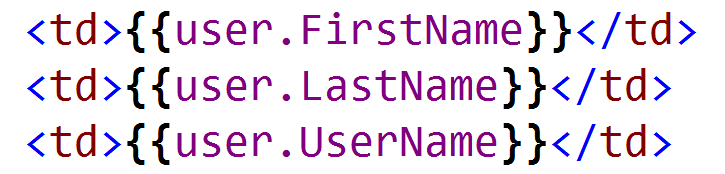 <td>{{user.FirstName}}</td>
<td>{{user.LastName}}</td>
<td>{{user.UserName}}</td>